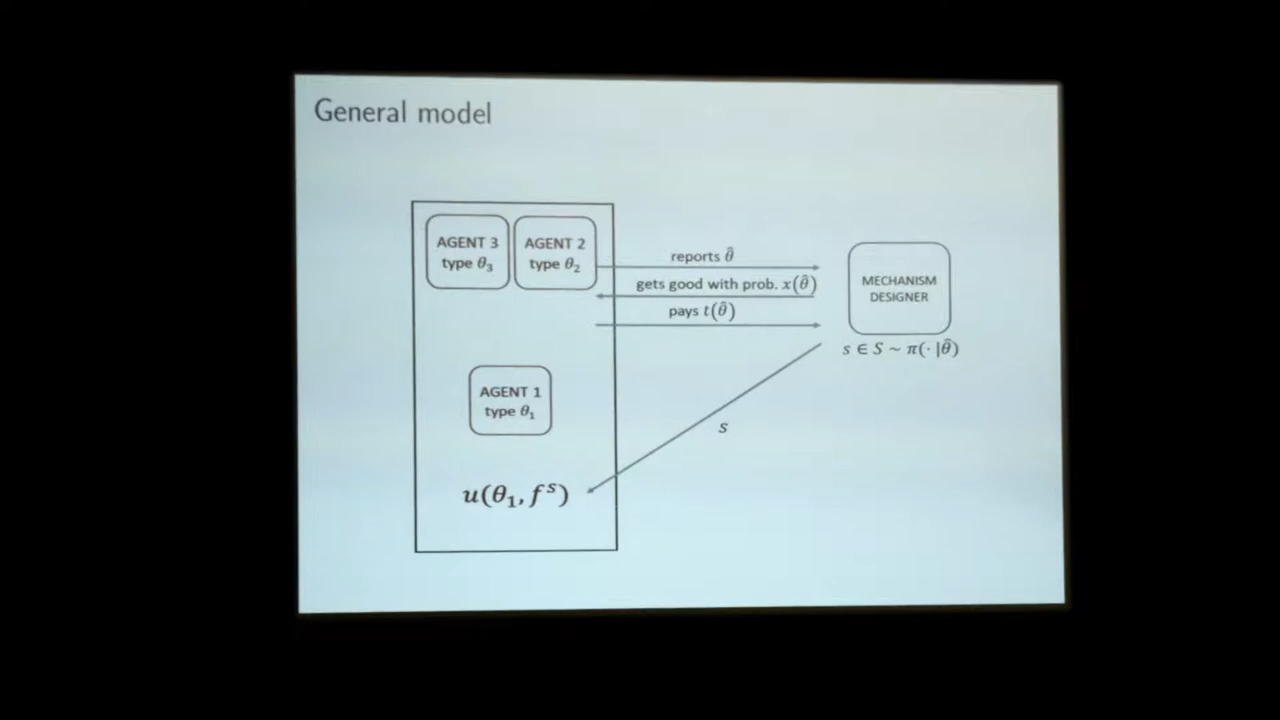 General model
AGENT 3
type θ₃
AGENT 2
type θ₂
reports θ̂
gets good with prob. x(θ̂)
pays t(θ̂)
MECHANISM
DESIGNER
s ∈ S ~ π(· |θ̂)
AGENT 1
type θ₁
s
u(θ₁, fˢ)